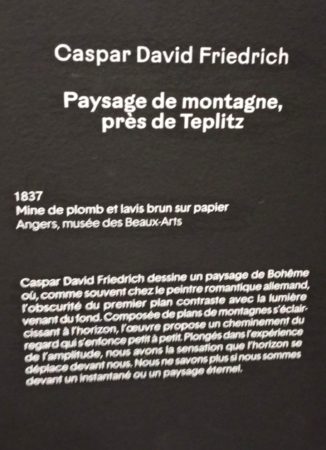 Caspar David Friedrich
Paysage de montagne,
près de Teplitz
1837
Mine de plomb et lavis brun sur papier
Angers, musée des Beaux-Arts
Caspar David Friedrich dessine un paysage de Bohême
où, comme souvent chez le peintre romantique allemand,
l'obscurité du premier plan contraste avec la lumière
venant du fond. Composée de plans de montagnes s'éclair-
cissant à l'horizon, l'œuvre propose un cheminement du
regard qui s'enfonce petit à petit. Plongés dans l'expérience
de l'amplitude, nous avons la sensation que l'horizon se
déplace devant nous. Nous ne savons plus si nous sommes
devant un instantané ou un paysage éternel.